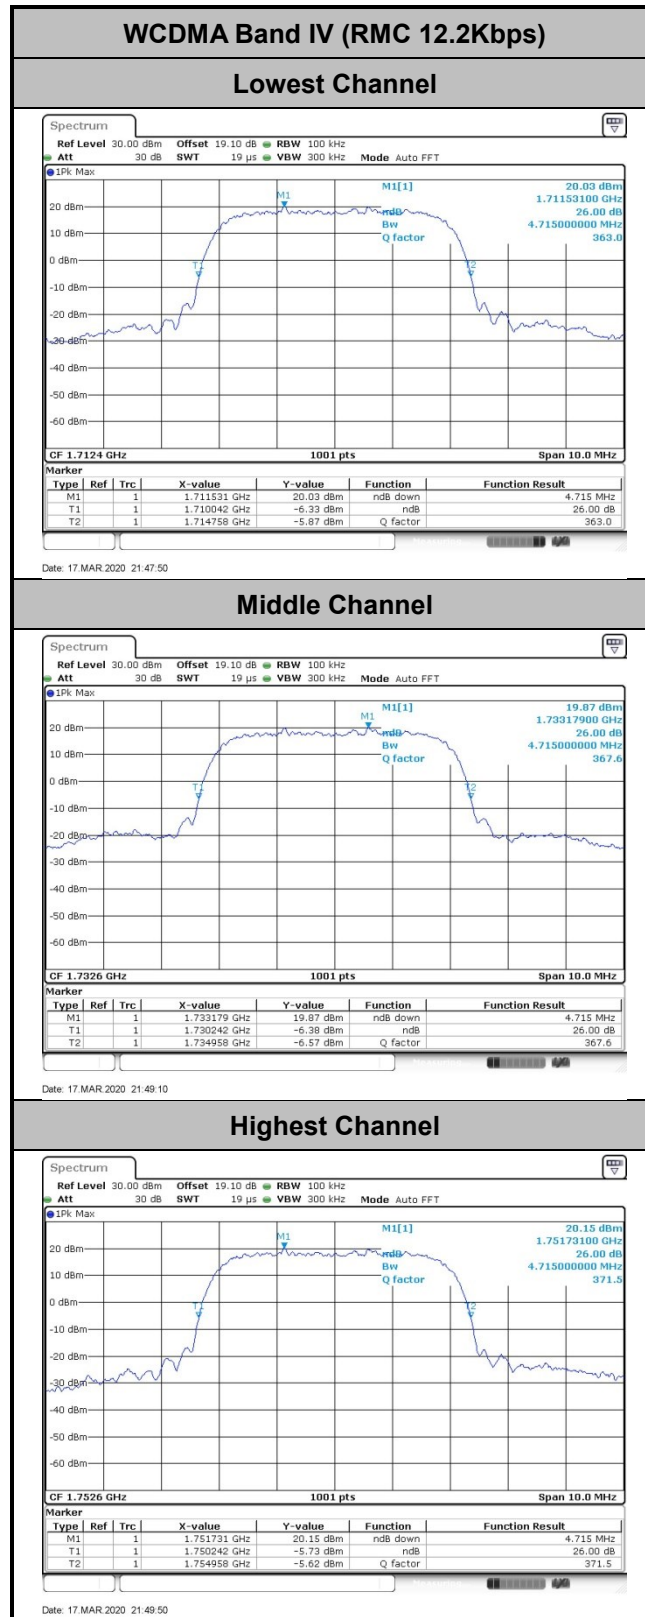 WCDMA Band IV (RMC 12.2Kbps)
Lowest Channel
Spectrum
Ref Level 30.00 dBm Offset 19.10 dB RBW 100 kHz
Att 30 dB SWT 19 µs VBW 300 kHz Mode Auto FFT
1Pk Max
M1[1] 20.03 dBm
1.71153100 GHz
ndB 26.00 dB
Bw 4.715000000 MHz
Q factor 363.0
M1
T1
T2
20 dBm
10 dBm
0 dBm
-10 dBm
-20 dBm
-30 dBm
-40 dBm
-50 dBm
-60 dBm
CF 1.7124 GHz 1001 pts Span 10.0 MHz
Marker
Type Ref Trc X-value Y-value Function Function Result
M1 1 1.711531 GHz 20.03 dBm ndB down 4.715 MHz
T1 1 1.710042 GHz -6.33 dBm ndB 26.00 dB
T2 1 1.714758 GHz -5.87 dBm Q factor 363.0
Date: 17.MAR.2020 21:47:50
Middle Channel
Spectrum
Ref Level 30.00 dBm Offset 19.10 dB RBW 100 kHz
Att 30 dB SWT 19 µs VBW 300 kHz Mode Auto FFT
1Pk Max
M1[1] 19.87 dBm
1.73317900 GHz
ndB 26.00 dB
Bw 4.715000000 MHz
Q factor 367.6
M1
T1
T2
20 dBm
10 dBm
0 dBm
-10 dBm
-20 dBm
-30 dBm
-40 dBm
-50 dBm
-60 dBm
CF 1.7326 GHz 1001 pts Span 10.0 MHz
Marker
Type Ref Trc X-value Y-value Function Function Result
M1 1 1.733179 GHz 19.87 dBm ndB down 4.715 MHz
T1 1 1.730242 GHz -6.38 dBm ndB 26.00 dB
T2 1 1.734958 GHz -6.57 dBm Q factor 367.6
Date: 17.MAR.2020 21:49:10
Highest Channel
Spectrum
Ref Level 30.00 dBm Offset 19.10 dB RBW 100 kHz
Att 30 dB SWT 19 µs VBW 300 kHz Mode Auto FFT
1Pk Max
M1[1] 20.15 dBm
1.75173100 GHz
ndB 26.00 dB
Bw 4.715000000 MHz
Q factor 371.5
M1
T1
T2
20 dBm
10 dBm
0 dBm
-10 dBm
-20 dBm
-30 dBm
-40 dBm
-50 dBm
-60 dBm
CF 1.7526 GHz 1001 pts Span 10.0 MHz
Marker
Type Ref Trc X-value Y-value Function Function Result
M1 1 1.751731 GHz 20.15 dBm ndB down 4.715 MHz
T1 1 1.750242 GHz -5.73 dBm ndB 26.00 dB
T2 1 1.754958 GHz -5.62 dBm Q factor 371.5
Date: 17.MAR.2020 21:49:50